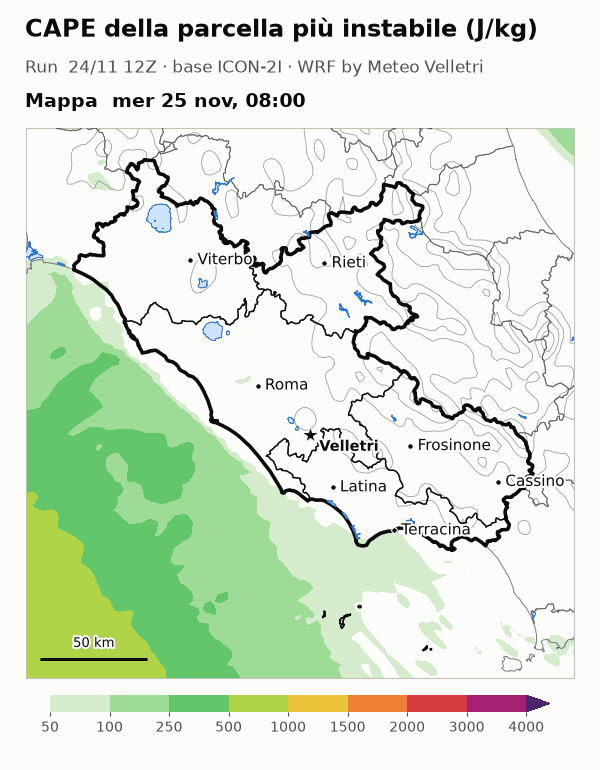 CAPE della parcella più instabile (J/kg)
Run 24/11 12Z · base ICON-2I · WRF by Meteo Velletri
Mappa mer 25 nov, 08:00
Viterbo
Rieti
Roma
Velletri
Frosinone
Latina
Cassino
Terracina
50 km
50 100 250 500 1000 1500 2000 3000 4000